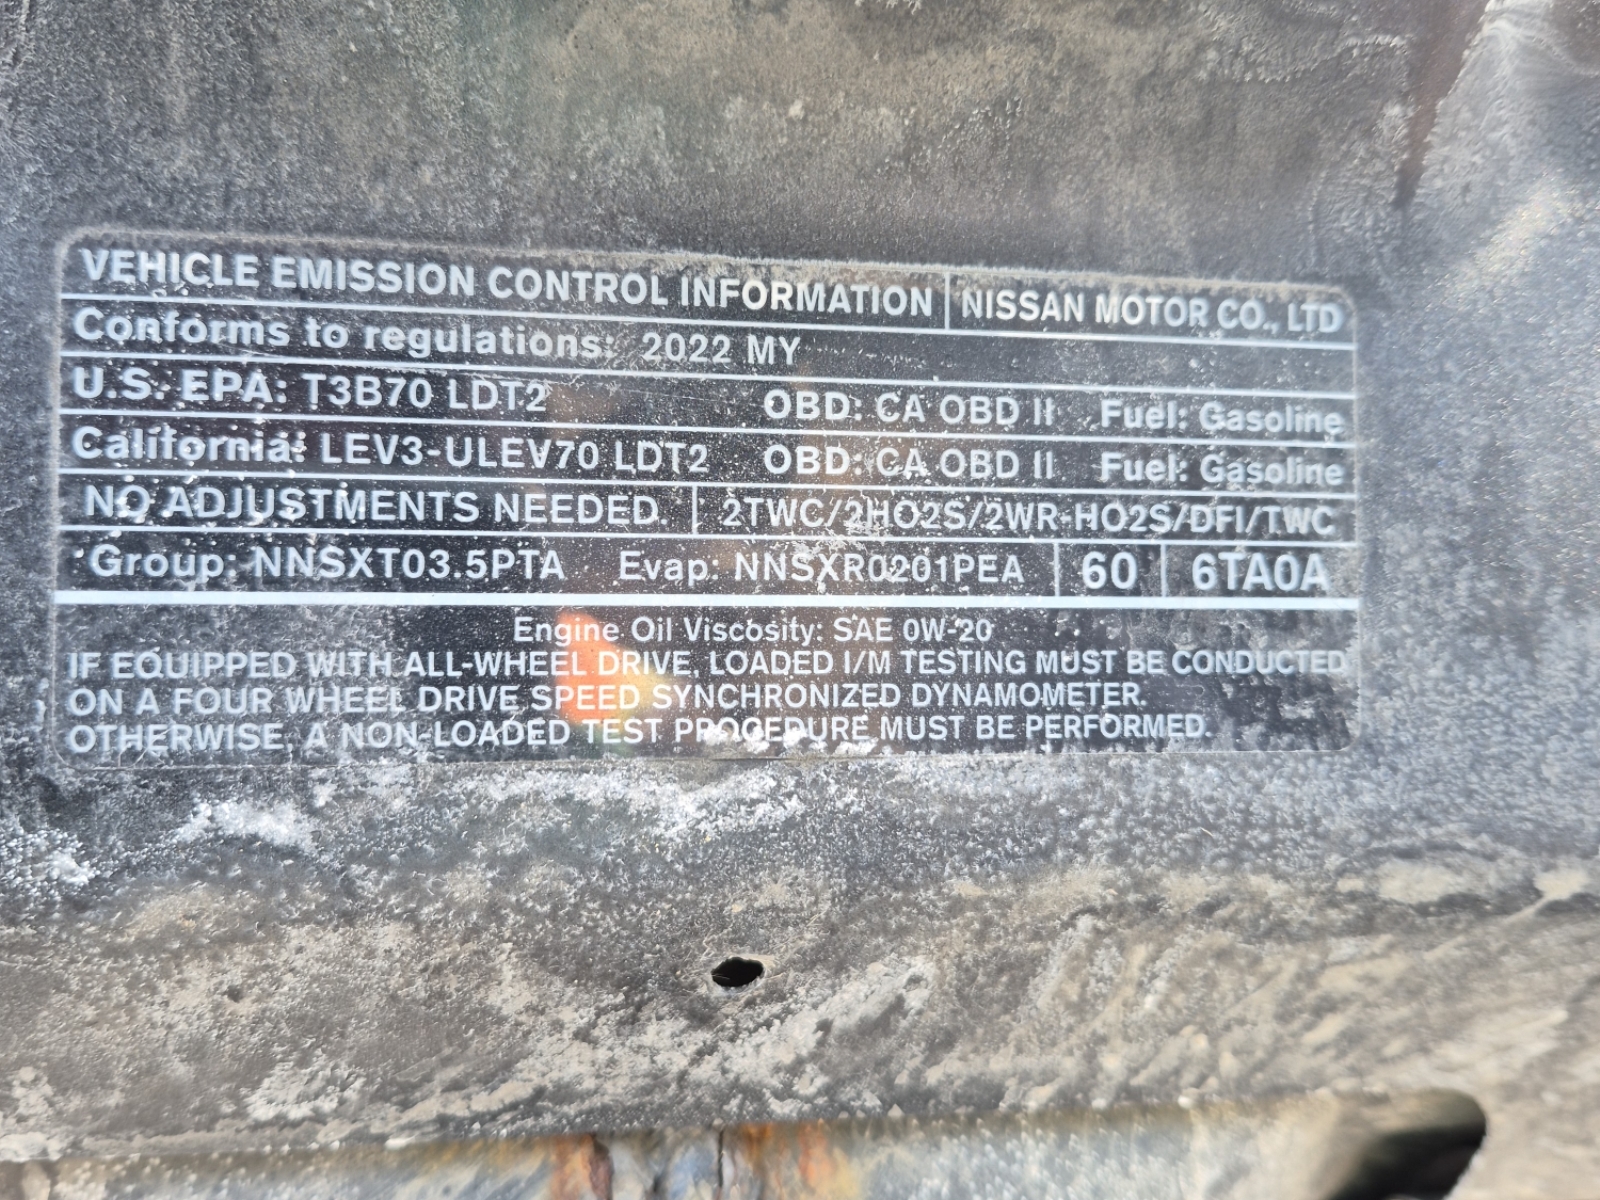 VEHICLE EMISSION CONTROL INFORMATION NISSAN MOTOR CO., LTD
Conforms to regulations: 2022 MY
U.S. EPA: T3B70 LDT2 OBD: CA OBD II Fuel: Gasoline
California: LEV3-ULEV70 LDT2 OBD: CA OBD II Fuel: Gasoline
NO ADJUSTMENTS NEEDED. 2TWC/2HO2S/2WR-HO2S/DFI/TWC
Group: NNSXT03.5PTA Evap: NNSXR0201PEA 60 6TA0A
Engine Oil Viscosity: SAE 0W-20
IF EQUIPPED WITH ALL-WHEEL DRIVE, LOADED I/M TESTING MUST BE CONDUCTED
ON A FOUR WHEEL DRIVE SPEED SYNCHRONIZED DYNAMOMETER.
OTHERWISE, A NON-LOADED TEST PROCEDURE MUST BE PERFORMED.